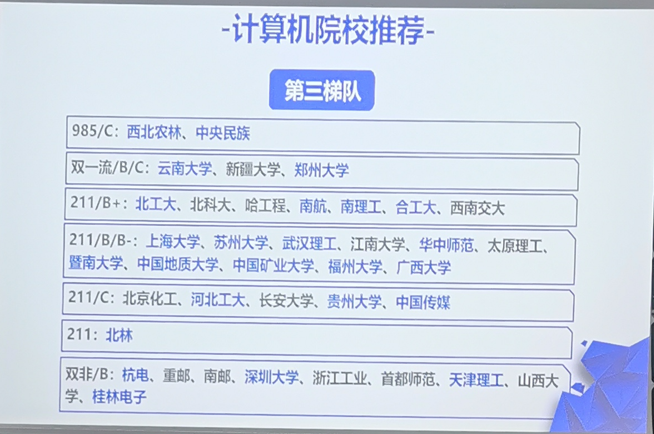 -计算机院校推荐-
第三梯队
985/C：西北农林、中央民族
双一流/B/C：云南大学、新疆大学、郑州大学
211/B+：北工大、北科大、哈工程、南航、南理工、合工大、西南交大
211/B/B-：上海大学、苏州大学、武汉理工、江南大学、华中师范、太原理工、
暨南大学、中国地质大学、中国矿业大学、福州大学、广西大学
211/C：北京化工、河北工大、长安大学、贵州大学、中国传媒
211：北林
双非/B：杭电、重邮、南邮、深圳大学、浙江工业、首都师范、天津理工、山西大
学、桂林电子